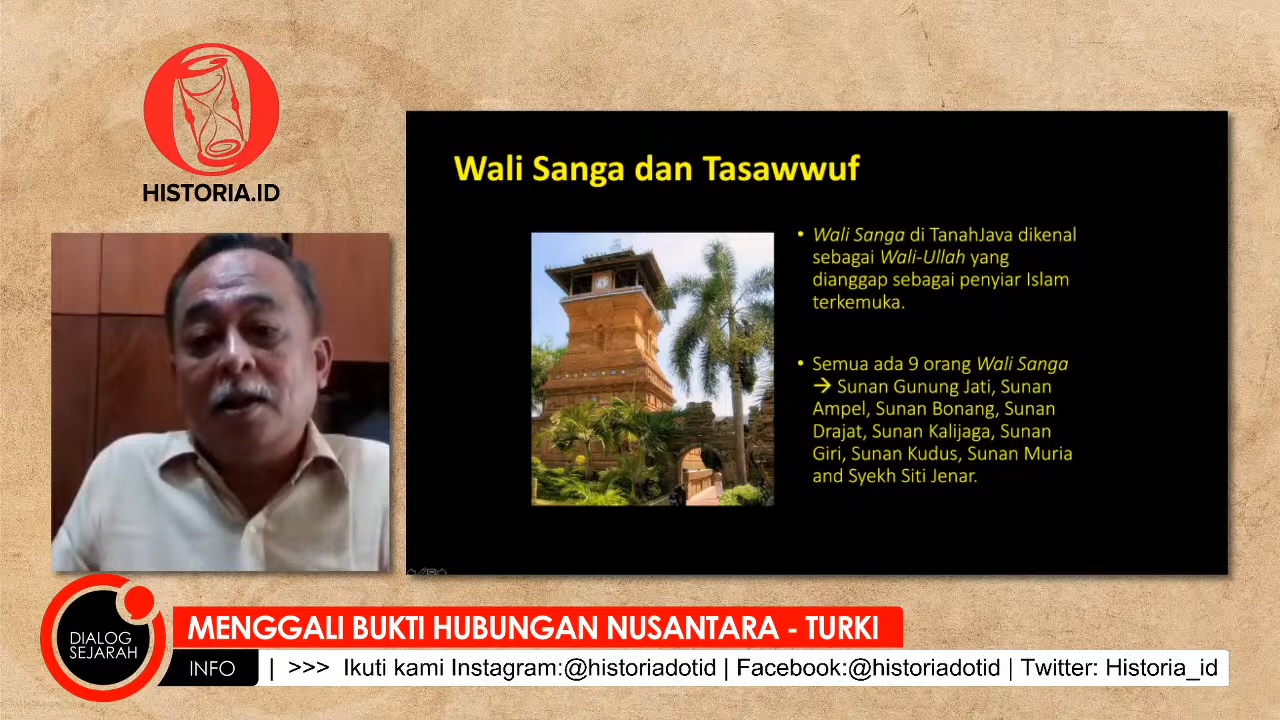 HISTORIA.ID
Wali Sanga dan Tasawwuf
• Wali Sanga di TanahJava dikenal
sebagai Wali-Ullah yang
dianggap sebagai penyiar Islam
terkemuka.
• Semua ada 9 orang Wali Sanga
→ Sunan Gunung Jati, Sunan
Ampel, Sunan Bonang, Sunan
Drajat, Sunan Kalijaga, Sunan
Giri, Sunan Kudus, Sunan Muria
and Syekh Siti Jenar.
DIALOG
SEJARAH
MENGGALI BUKTI HUBUNGAN NUSANTARA - TURKI
INFO
| >>> Ikuti kami Instagram:@historiadotid | Facebook:@historiadotid | Twitter: Historia_id